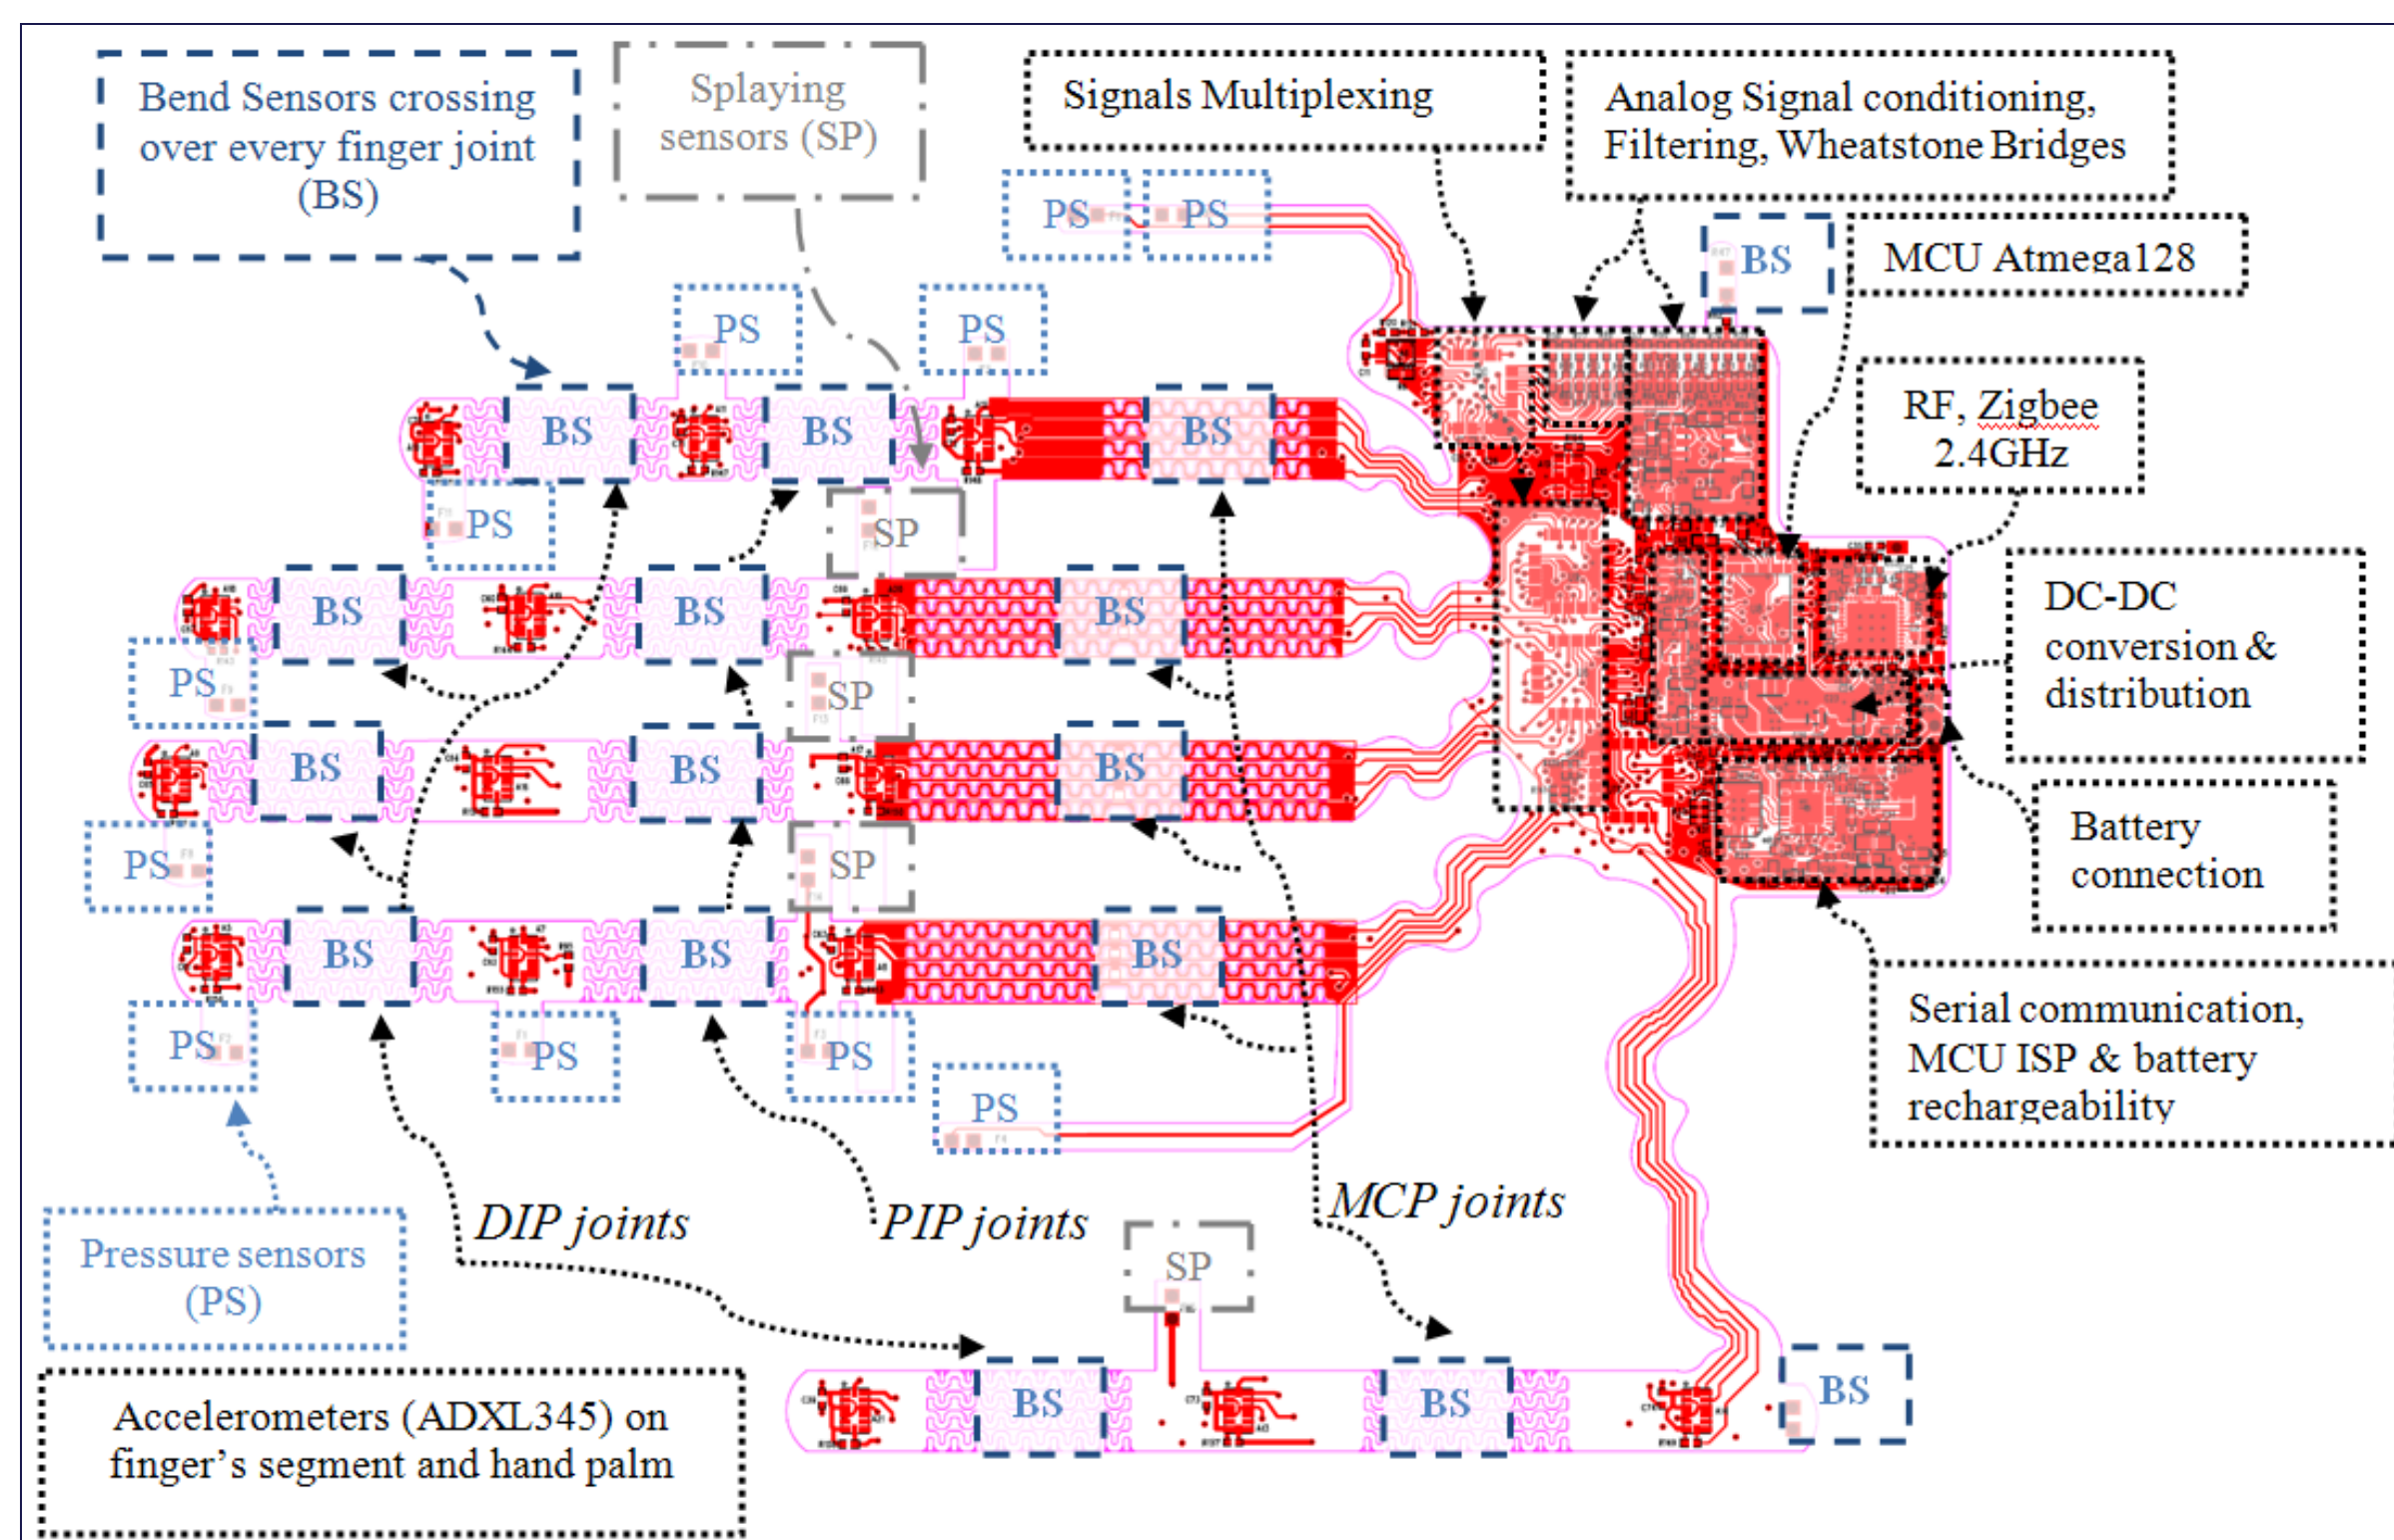 Bend Sensors crossing
over every finger joint
(BS)
Splaying
sensors (SP)
Signals Multiplexing
Analog Signal conditioning,
Filtering, Wheatstone Bridges
PS
PS
BS
MCU Atmega128
PS
PS
RF, Zigbee
2.4GHz
BS
BS
BS
PS
SP
BS
BS
BS
DC-DC
conversion &
distribution
PS
SP
BS
BS
BS
PS
SP
Battery
connection
BS
BS
BS
PS
PS
PS
PS
Serial communication,
MCU ISP & battery
rechargeability
DIP joints
PIP joints
MCP joints
Pressure sensors
(PS)
SP
BS
BS
BS
Accelerometers (ADXL345) on
finger's segment and hand palm